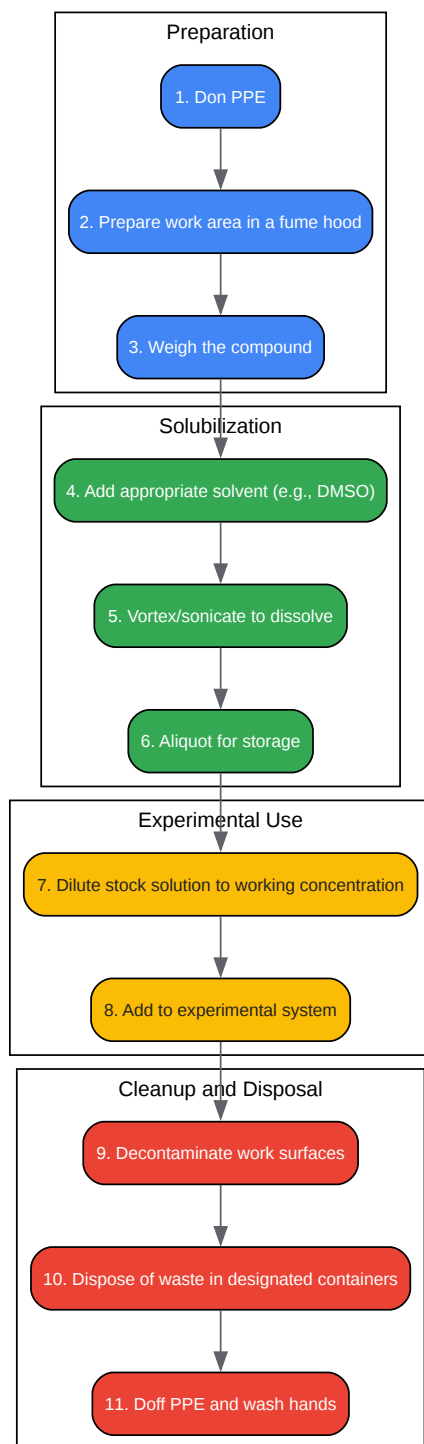 Preparation
1. Don PPE
2. Prepare work area in a fume hood
3. Weigh the compound
Solubilization
4. Add appropriate solvent (e.g., DMSO)
5. Vortex/sonicate to dissolve
6. Aliquot for storage
Experimental Use
7. Dilute stock solution to working concentration
8. Add to experimental system
Cleanup and Disposal
9. Decontaminate work surfaces
10. Dispose of waste in designated containers
11. Doff PPE and wash hands